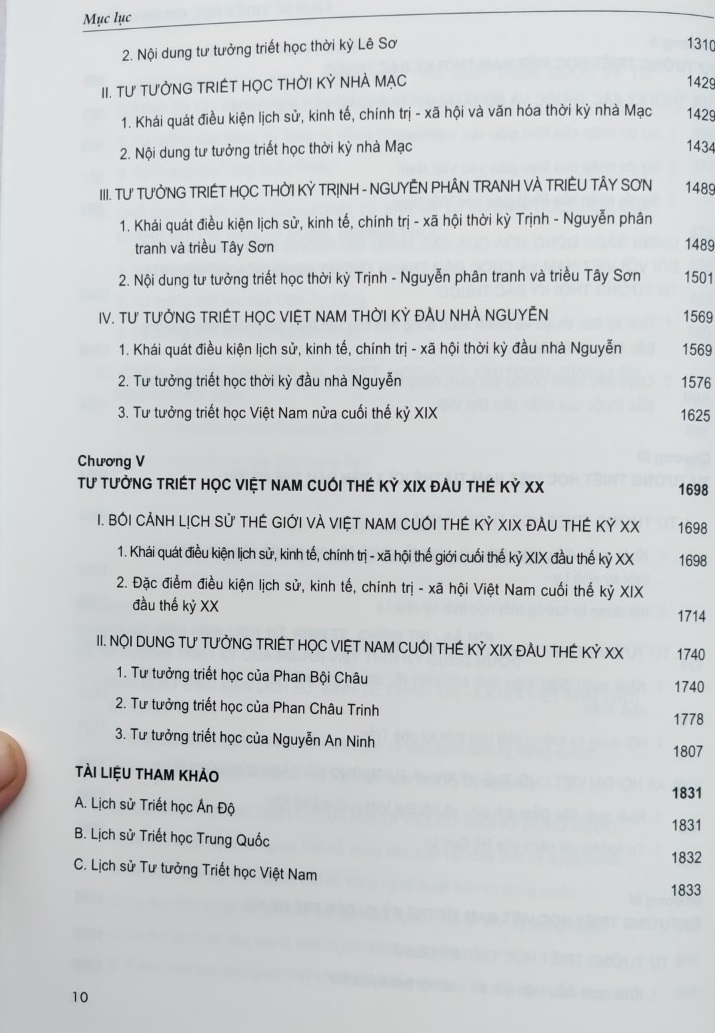 Mục lục
2. Nội dung tư tưởng triết học thời kỳ Lê Sơ 1310
II. TƯ TƯỞNG TRIẾT HỌC THỜI KỲ NHÀ MẠC 1429
1. Khái quát điều kiện lịch sử, kinh tế, chính trị - xã hội và văn hóa thời kỳ nhà Mạc 1429
2. Nội dung tư tưởng triết học thời kỳ nhà Mạc 1434
III. TƯ TƯỞNG TRIẾT HỌC THỜI KỲ TRỊNH - NGUYỄN PHÂN TRANH VÀ TRIỀU TÂY SƠN 1489
1. Khái quát điều kiện lịch sử, kinh tế, chính trị - xã hội thời kỳ Trịnh - Nguyễn phân
tranh và triều Tây Sơn 1489
2. Nội dung tư tưởng triết học thời kỳ Trịnh - Nguyễn phân tranh và triều Tây Sơn 1501
IV. TƯ TƯỞNG TRIẾT HỌC VIỆT NAM THỜI KỲ ĐẦU NHÀ NGUYỄN 1569
1. Khái quát điều kiện lịch sử, kinh tế, chính trị - xã hội thời kỳ đầu nhà Nguyễn 1569
2. Tư tưởng triết học thời kỳ đầu nhà Nguyễn 1576
3. Tư tưởng triết học Việt Nam nửa cuối thế kỷ XIX 1625
Chương V
TƯ TƯỞNG TRIẾT HỌC VIỆT NAM CUỐI THẾ KỶ XIX ĐẦU THẾ KỶ XX 1698
I. BỐI CẢNH LỊCH SỬ THẾ GIỚI VÀ VIỆT NAM CUỐI THẾ KỶ XIX ĐẦU THẾ KỶ XX 1698
1. Khái quát điều kiện lịch sử, kinh tế, chính trị - xã hội thế giới cuối thế kỷ XIX đầu thế kỷ XX 1698
2. Đặc điểm điều kiện lịch sử, kinh tế, chính trị - xã hội Việt Nam cuối thế kỷ XIX
đầu thế kỷ XX 1714
II. NỘI DUNG TƯ TƯỞNG TRIẾT HỌC VIỆT NAM CUỐI THẾ KỶ XIX ĐẦU THẾ KỶ XX 1740
1. Tư tưởng triết học của Phan Bội Châu 1740
2. Tư tưởng triết học của Phan Châu Trinh 1778
3. Tư tưởng triết học của Nguyễn An Ninh 1807
TÀI LIỆU THAM KHẢO 1831
A. Lịch sử Triết học Ấn Độ 1831
B. Lịch sử Triết học Trung Quốc 1832
C. Lịch sử Tư tưởng Triết học Việt Nam 1833
10